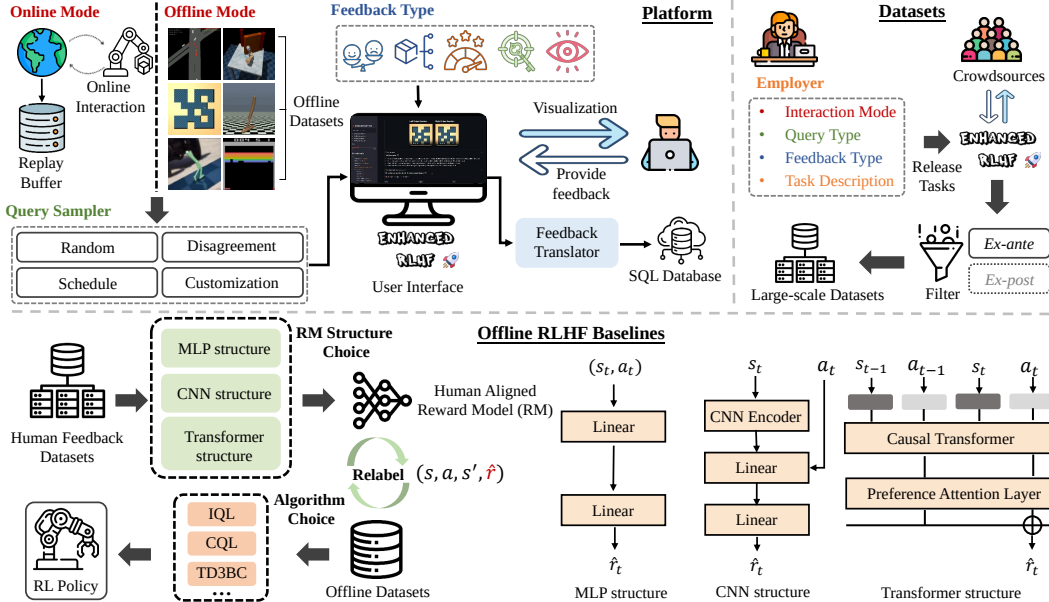 Online Mode
Offline Mode
Online
Interaction
Replay
Buffer
Offline
Datasets
Query Sampler
Random
Disagreement
Schedule
Customization
Feedback Type
Platform
Visualization
Provide
feedback
ENHANCED
RLHF
User Interface
Feedback
Translator
SQL Database
Datasets
Employer
Crowdsources
• Interaction Mode
• Query Type
• Feedback Type
• Task Description
Release
Tasks
ENHANCED
RLHF
Large-scale Datasets
Filter
Ex-ante
Ex-post
Offline RLHF Baselines
Human Feedback
Datasets
MLP structure
CNN structure
Transformer
structure
RM Structure
Choice
Human Aligned
Reward Model (RM)
Relabel
(s, a, s′, r̂)
Algorithm
Choice
Offline Datasets
IQL
CQL
TD3BC
...
RL Policy
(s_t, a_t)
Linear
Linear
r̂_t
MLP structure
s_t
a_t
CNN Encoder
Linear
Linear
r̂_t
CNN structure
s_{t−1}
a_{t−1}
s_t
a_t
Causal Transformer
Preference Attention Layer
r̂_t
Transformer structure